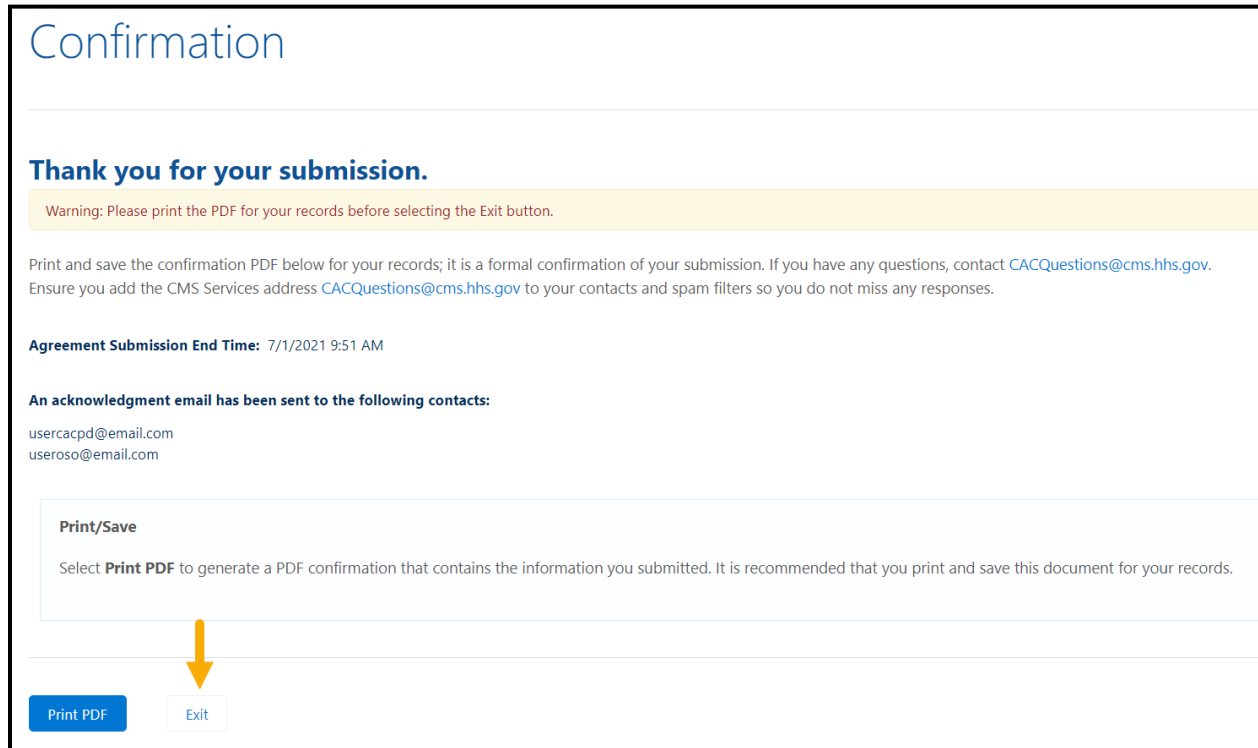 Confirmation
Thank you for your submission.
Warning: Please print the PDF for your records before selecting the Exit button.
Print and save the confirmation PDF below for your records; it is a formal confirmation of your submission. If you have any questions, contact CACQuestions@cms.hhs.gov.
Ensure you add the CMS Services address CACQuestions@cms.hhs.gov to your contacts and spam filters so you do not miss any responses.
Agreement Submission End Time: 7/1/2021 9:51 AM
An acknowledgment email has been sent to the following contacts:
usercacpd@email.com
useroso@email.com
Print/Save
Select Print PDF to generate a PDF confirmation that contains the information you submitted. It is recommended that you print and save this document for your records.
Print PDF Exit